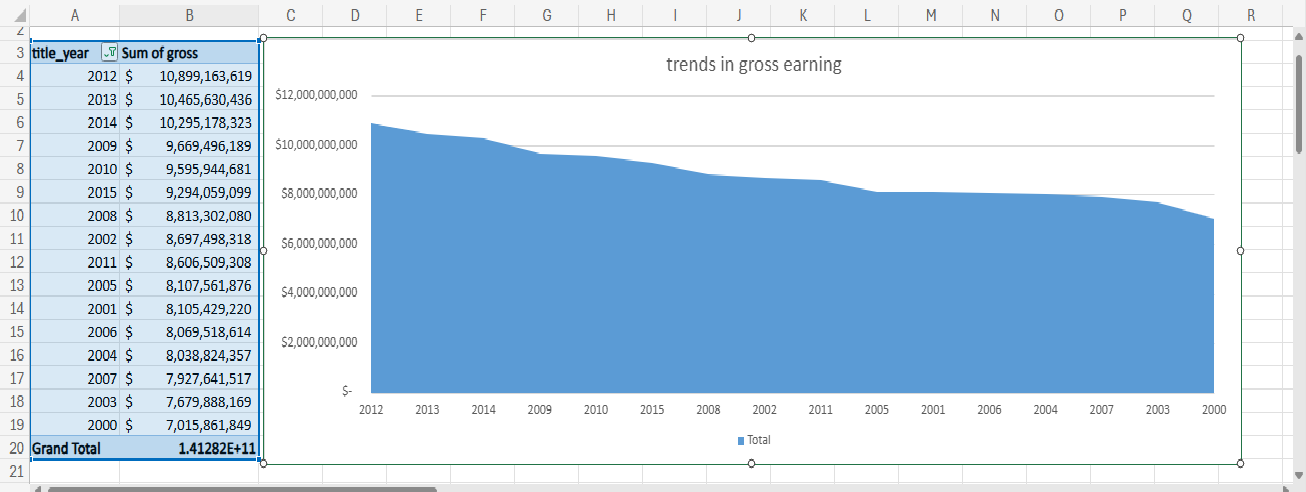 A B C D E F G H I J K L M N O P Q R
2
3 title_year Sum of gross
4 2012 $ 10,899,163,619
5 2013 $ 10,465,630,436
6 2014 $ 10,295,178,323
7 2009 $ 9,669,496,189
8 2010 $ 9,595,944,681
9 2015 $ 9,294,059,099
10 2008 $ 8,813,302,080
11 2002 $ 8,697,498,318
12 2011 $ 8,606,509,308
13 2005 $ 8,107,561,876
14 2001 $ 8,105,429,220
15 2006 $ 8,069,518,614
16 2004 $ 8,038,824,357
17 2007 $ 7,927,641,517
18 2003 $ 7,679,888,169
19 2000 $ 7,015,861,849
20 Grand Total 1.41282E+11
21
trends in gross earning
$12,000,000,000
$10,000,000,000
$8,000,000,000
$6,000,000,000
$4,000,000,000
$2,000,000,000
$-
2012 2013 2014 2009 2010 2015 2008 2002 2011 2005 2001 2006 2004 2007 2003 2000
Total